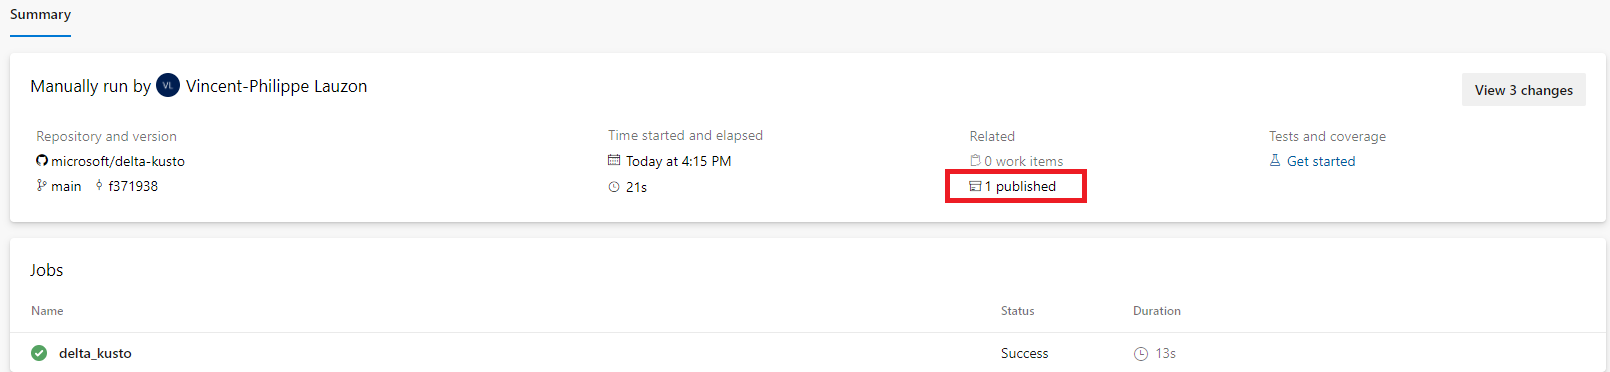 Summary
Manually run by VL Vincent-Philippe Lauzon
View 3 changes
Repository and version
microsoft/delta-kusto
main f371938
Time started and elapsed
Today at 4:15 PM
21s
Related
0 work items
1 published
Tests and coverage
Get started
Jobs
Name Status Duration
delta_kusto Success 13s